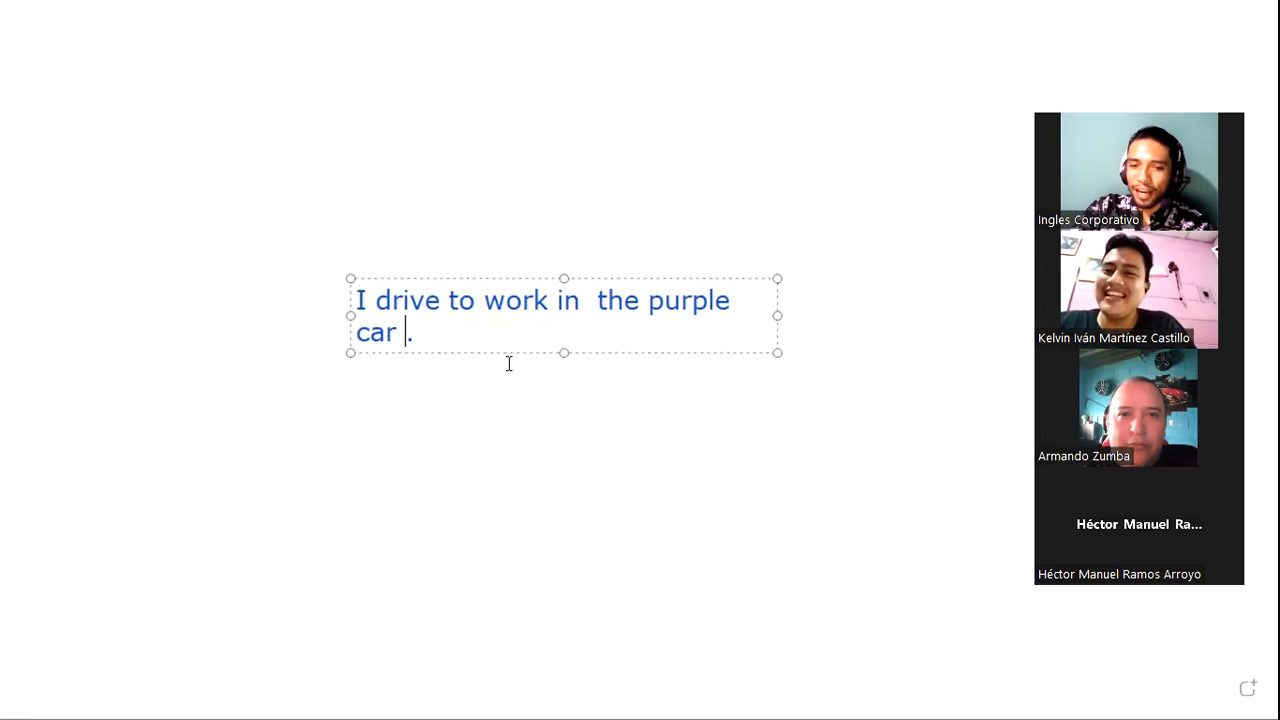 I drive to work in  the purple
car .
Ingles Corporativo
Kelvin Iván Martínez Castillo
Armando Zumba
Héctor Manuel Ra...
Héctor Manuel Ramos Arroyo